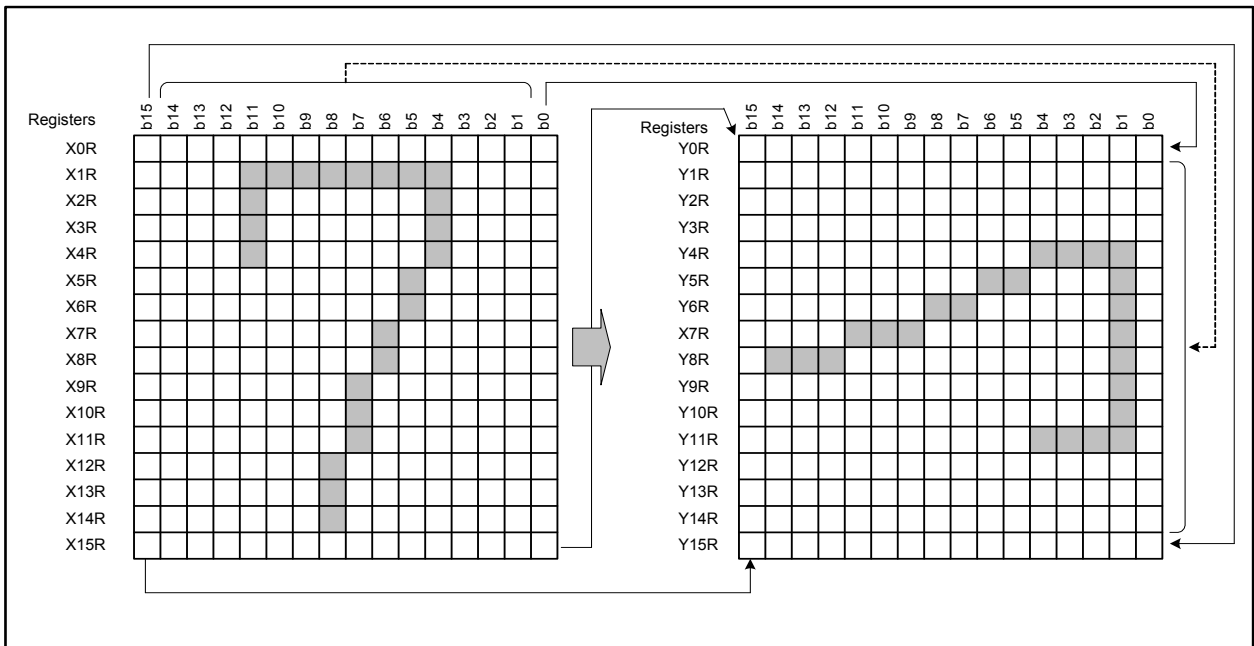 Registers b15 b14 b13 b12 b11 b10 b9 b8 b7 b6 b5 b4 b3 b2 b1 b0
X0R
X1R
X2R
X3R
X4R
X5R
X6R
X7R
X8R
X9R
X10R
X11R
X12R
X13R
X14R
X15R
Registers b15 b14 b13 b12 b11 b10 b9 b8 b7 b6 b5 b4 b3 b2 b1 b0
Y0R
Y1R
Y2R
Y3R
Y4R
Y5R
Y6R
X7R
Y8R
Y9R
Y10R
Y11R
Y12R
Y13R
Y14R
Y15R